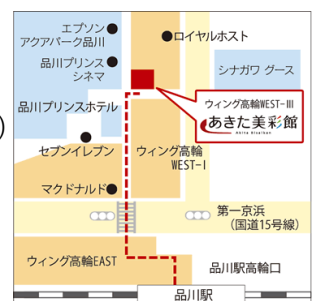 エプソン
アクアパーク品川
ロイヤルホスト
品川プリンス
シネマ
シナガワ グース
ウィング高輪WEST-Ⅲ
あきた美彩館
Akita Bisaikan
品川プリンスホテル
セブンイレブン
ウィング高輪
WEST-Ⅰ
マクドナルド
第一京浜
(国道15号線)
ウィング高輪EAST
品川駅高輪口
品川駅
)